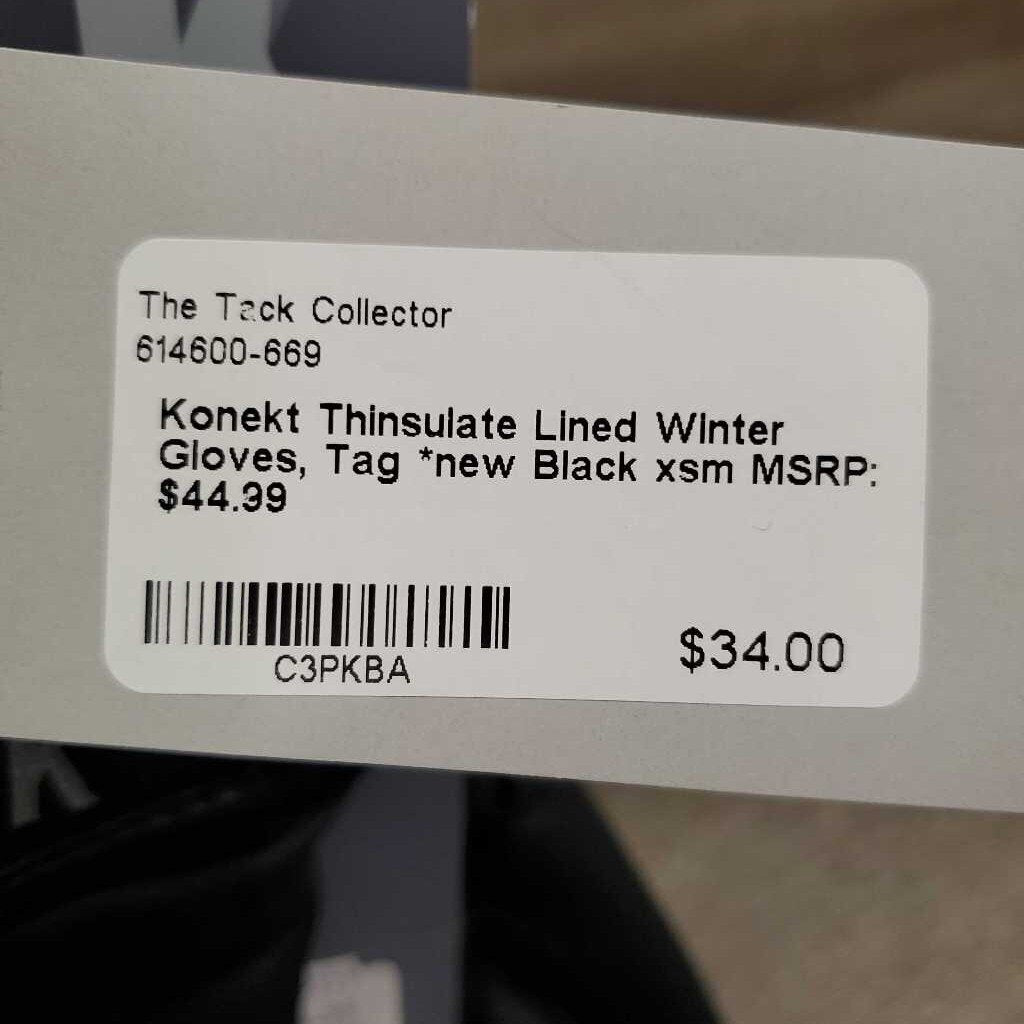 The Tack Collector
614600-669
Konekt Thinsulate Lined Winter
Gloves, Tag *new Black xsm MSRP:
$44.99
C3PKBA
$34.00